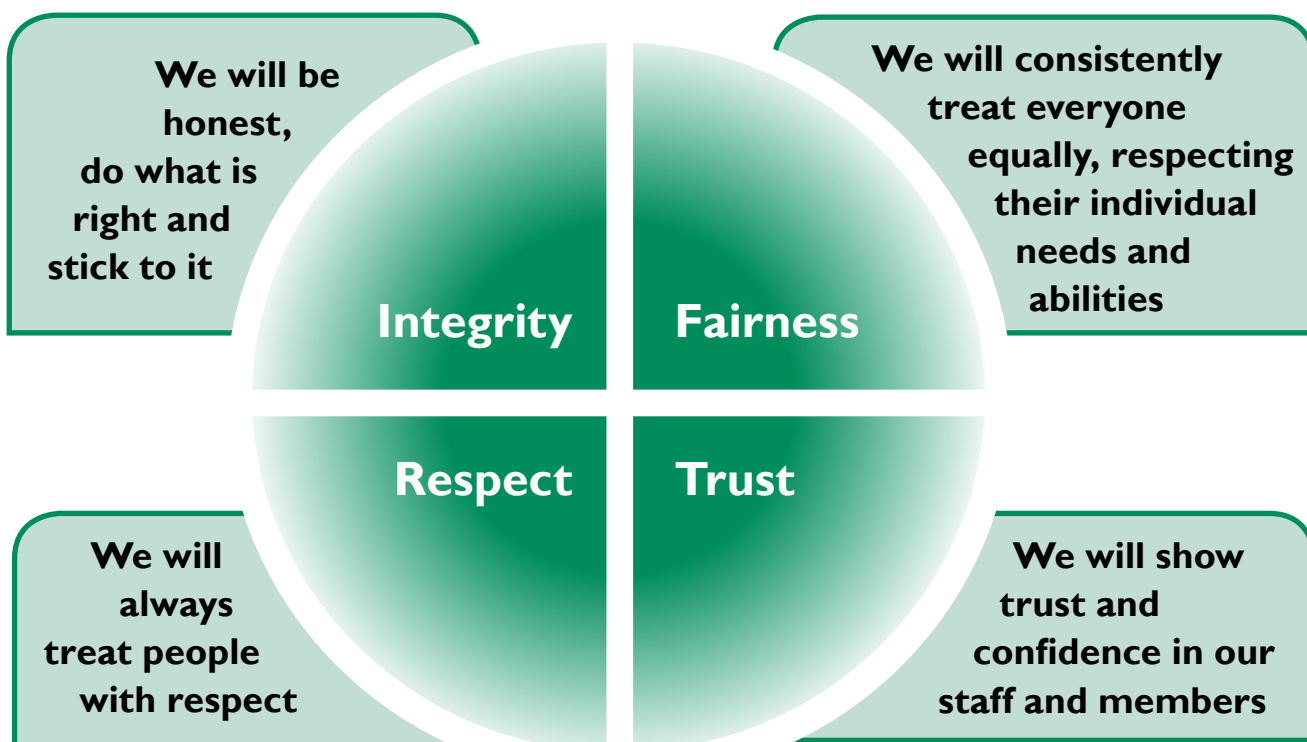 We will be
honest,
do what is
right and
stick to it
Integrity
We will consistently
treat everyone
equally, respecting
their individual
needs and
abilities
Fairness
We will
always
treat people
with respect
Respect
We will show
trust and
confidence in our
staff and members
Trust